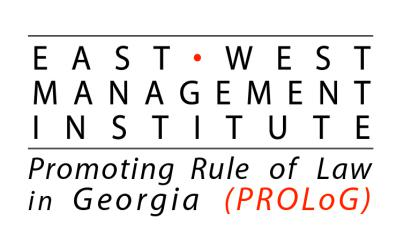 EAST • WEST
MANAGEMENT
INSTITUTE
Promoting Rule of Law
in Georgia (PROLoG)